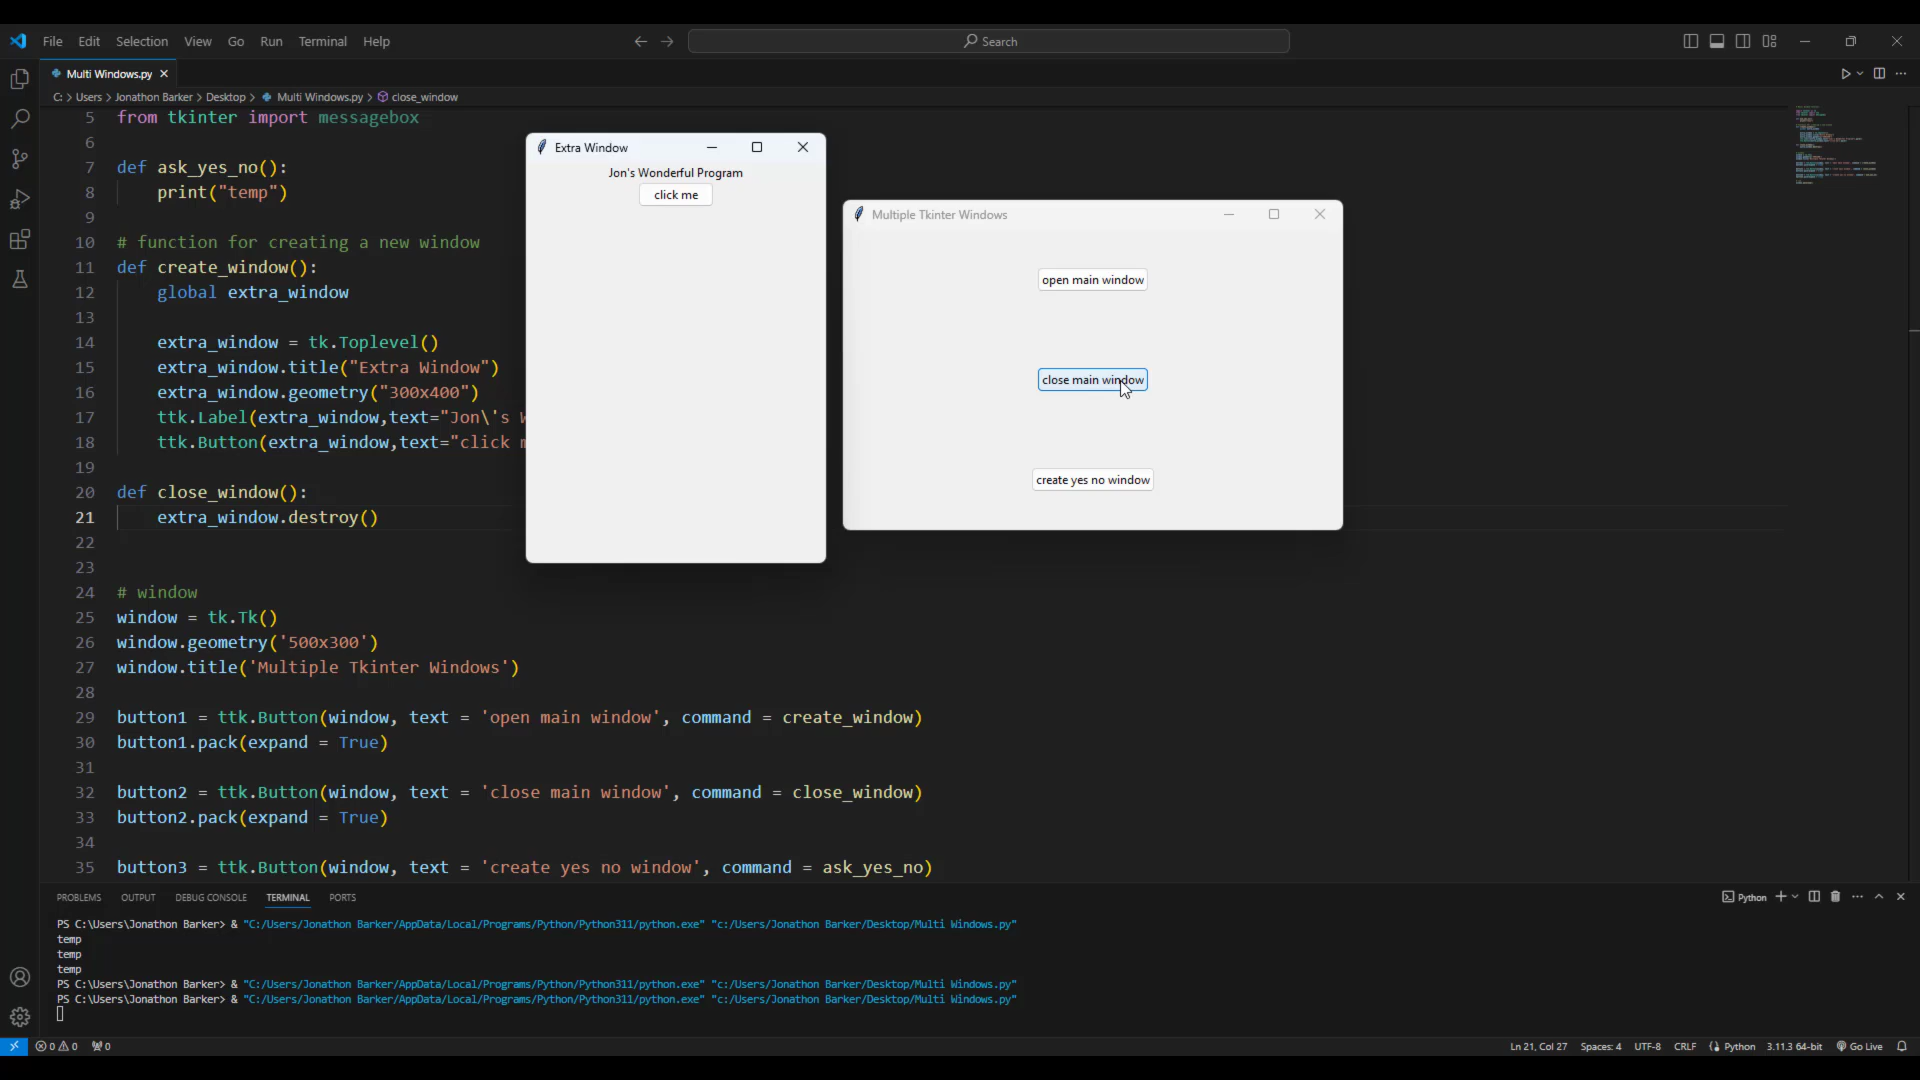 File Edit Selection View Go Run Terminal Help
Search
Multi Windows.py
C: > Users > Jonathon Barker > Desktop > Multi Windows.py > close_window
5 from tkinter import messagebox
6
7 def ask_yes_no():
8 print("temp")
9
10 # function for creating a new window
11 def create_window():
12 global extra_window
13
14 extra_window = tk.Toplevel()
15 extra_window.title("Extra Window")
16 extra_window.geometry("300x400")
17 ttk.Label(extra_window,text="Jon\'s
18 ttk.Button(extra_window,text="click
19
20 def close_window():
21 extra_window.destroy()
22
23
24 # window
25 window = tk.Tk()
26 window.geometry('500x300')
27 window.title('Multiple Tkinter Windows')
28
29 button1 = ttk.Button(window, text = 'open main window', command = create_window)
30 button1.pack(expand = True)
31
32 button2 = ttk.Button(window, text = 'close main window', command = close_window)
33 button2.pack(expand = True)
34
35 button3 = ttk.Button(window, text = 'create yes no window', command = ask_yes_no)
Extra Window
Jon's Wonderful Program
click me
Multiple Tkinter Windows
open main window
close main window
create yes no window
PROBLEMS OUTPUT DEBUG CONSOLE TERMINAL PORTS
Python
PS C:\Users\Jonathon Barker> & "C:/Users/Jonathon Barker/AppData/Local/Programs/Python/Python311/python.exe" "c:/Users/Jonathon Barker/Desktop/Multi Windows.py"
temp
temp
temp
PS C:\Users\Jonathon Barker> & "C:/Users/Jonathon Barker/AppData/Local/Programs/Python/Python311/python.exe" "c:/Users/Jonathon Barker/Desktop/Multi Windows.py"
PS C:\Users\Jonathon Barker> & "C:/Users/Jonathon Barker/AppData/Local/Programs/Python/Python311/python.exe" "c:/Users/Jonathon Barker/Desktop/Multi Windows.py"
0 0 0
Ln 21, Col 27 Spaces: 4 UTF-8 CRLF Python 3.11.3 64-bit Go Live